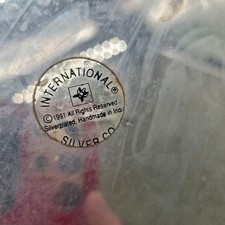 INTERNATIONAL®
© 1991 All Rights Reserved
Silverplated, Handmade in India
SILVER CO.